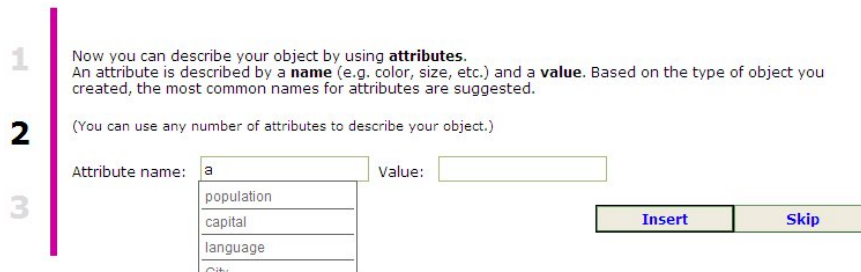 1
Now you can describe your object by using attributes.
An attribute is described by a name (e.g. color, size, etc.) and a value. Based on the type of object you
created, the most common names for attributes are suggested.
2
(You can use any number of attributes to describe your object.)
Attribute name: a Value:
population
3
capital
Insert Skip
language
City